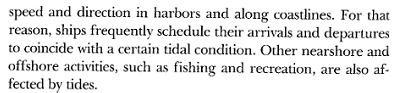 speed and direction in harbors and along coastlines. For that
reason, ships frequently schedule their arrivals and departures
to coincide with a certain tidal condition. Other nearshore and
offshore activities, such as fishing and recreation, are also af-
fected by tides.